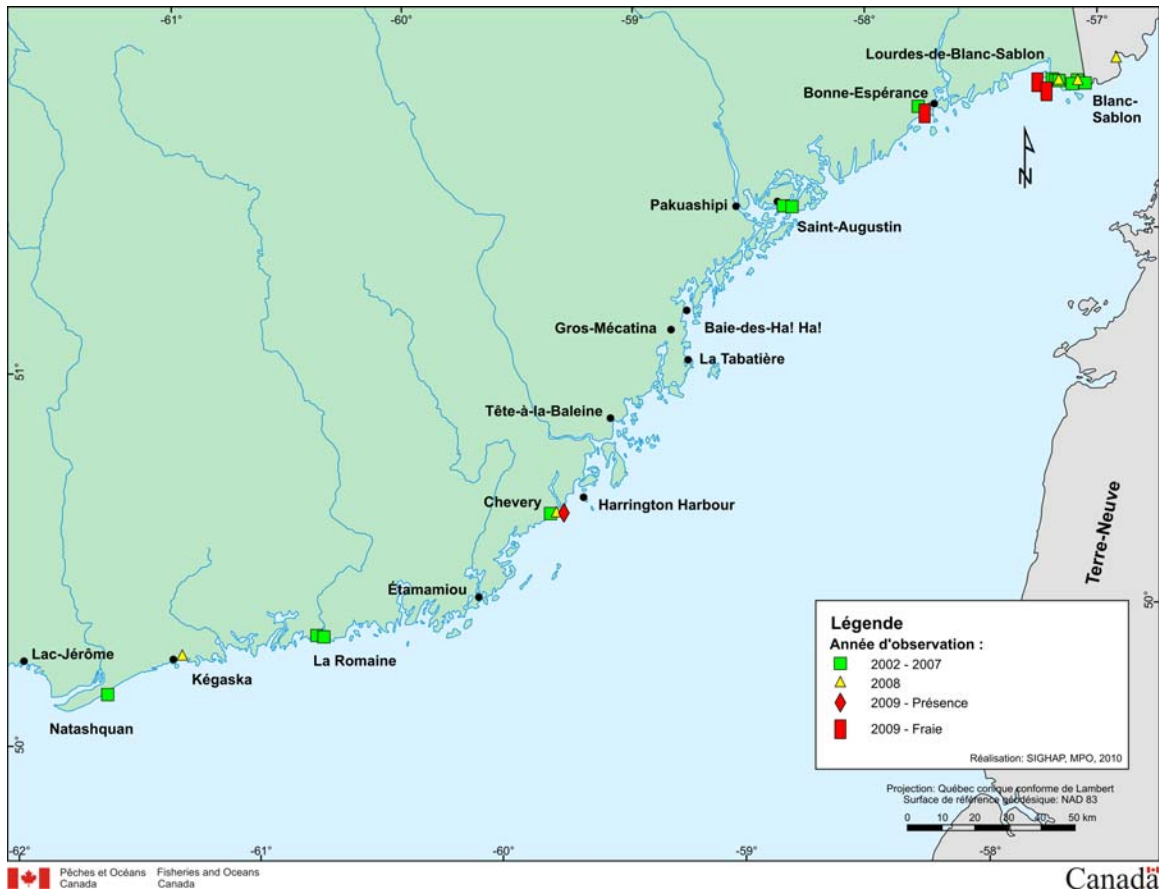 -61° -60° -59° -58° -57°
Lourdes-de-Blanc-Sablon
Bonne-Espérance
Blanc-
Sablon
N
Pakuashipi
Saint-Augustin
51°
Gros-Mécatina
Baie-des-Ha! Ha!
La Tabatière
51°
Tête-à-la-Baleine
Chevery
Harrington Harbour
Terre-Neuve
Étamamiou
50°
Lac-Jérôme
Kégaska
La Romaine
Natashquan
50°
Légende
Année d'observation :
2002 - 2007
2008
2009 - Présence
2009 - Fraie
Réalisation: SIGHAP, MPO, 2010
Projection: Québec conique conforme de Lambert
Surface de référence géodésique: NAD 83
0 10 20 30 40 50 km
-62° -61° -60° -59° -58°
Pêches et Océans Fisheries and Oceans
Canada Canada
Canada